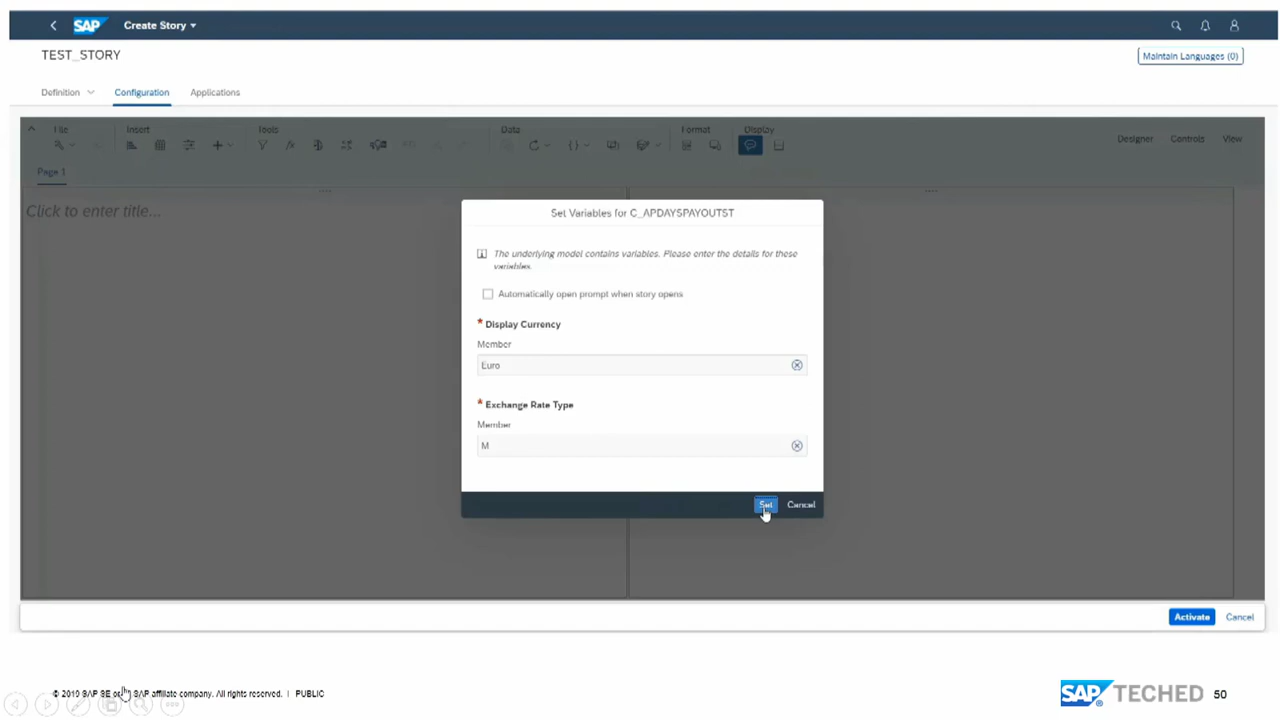 SAP Create Story
TEST_STORY
Maintain Languages (0)
Definition Configuration Applications
File Insert Tools Data Format Display
Designer Controls View
Page 1
Click to enter title...
Set Variables for C_APDAYSPAYOUTST
The underlying model contains variables. Please enter the details for these
variables.
Automatically open prompt when story opens
* Display Currency
Member
Euro
* Exchange Rate Type
Member
M
Set Cancel
Activate Cancel
© 2019 SAP SE or an SAP affiliate company. All rights reserved. | PUBLIC
SAP TECHED 50